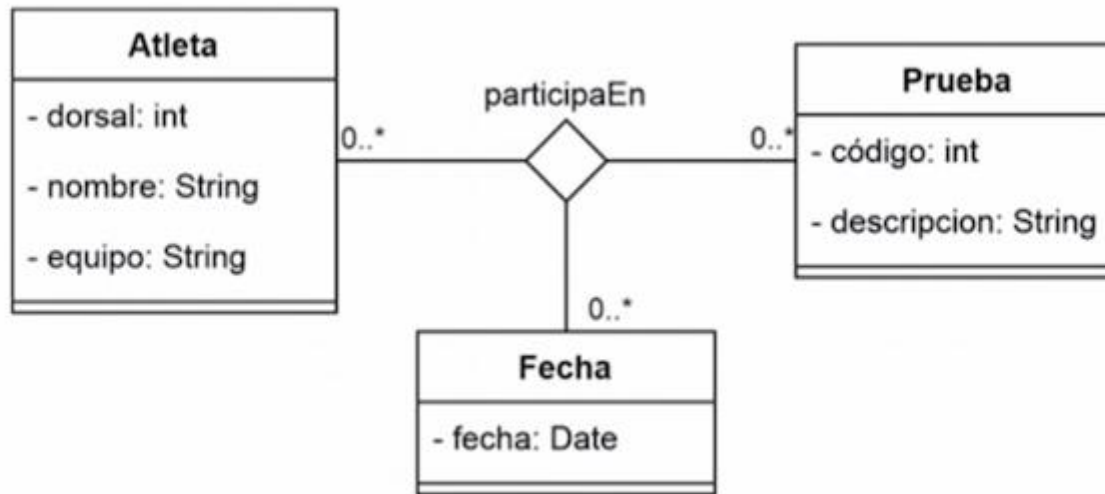 Atleta
- dorsal: int
- nombre: String
- equipo: String
participaEn
0..*
0..*
Prueba
- código: int
- descripcion: String
0..*
Fecha
- fecha: Date